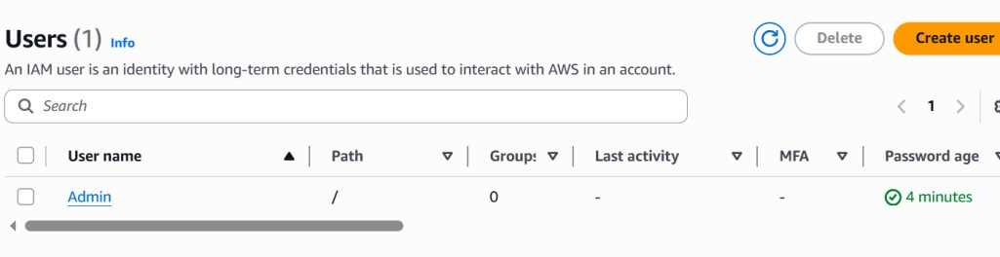 Users (1) Info
Delete
Create user
An IAM user is an identity with long-term credentials that is used to interact with AWS in an account.
Search
1
User name Path Groups Last activity MFA Password age
Admin / 0 - - 4 minutes